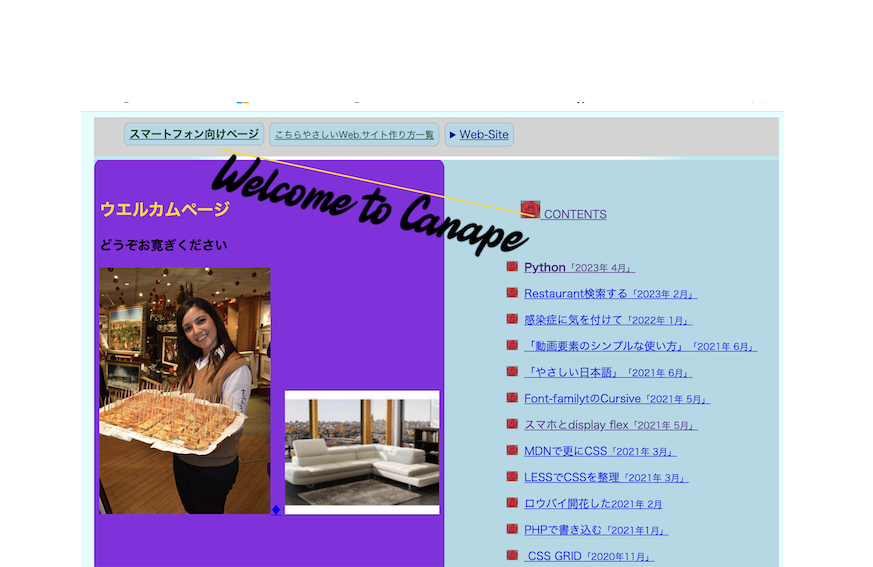 スマートフォン向けページ
こちらやさしいWeb.サイト作り方一覧
▶ Web-Site
Welcome to Canape
ウエルカムページ
どうぞお寛ぎください
CONTENTS
Python「2023年 4月」
Restaurant検索する「2023年 2月」
感染症に気を付けて「2022年 1月」
「動画要素のシンプルな使い方」「2021年 6月」
「やさしい日本語」「2021年 6月」
Font-familytのCursive「2021年 5月」
スマホとdisplay flex「2021年 5月」
MDNで更にCSS「2021年 3月」
LESSでCSSを整理「2021年 3月」
ロウバイ開花した2021年 2月
PHPで書き込む「2021年1月」
CSS GRID「2020年11月」